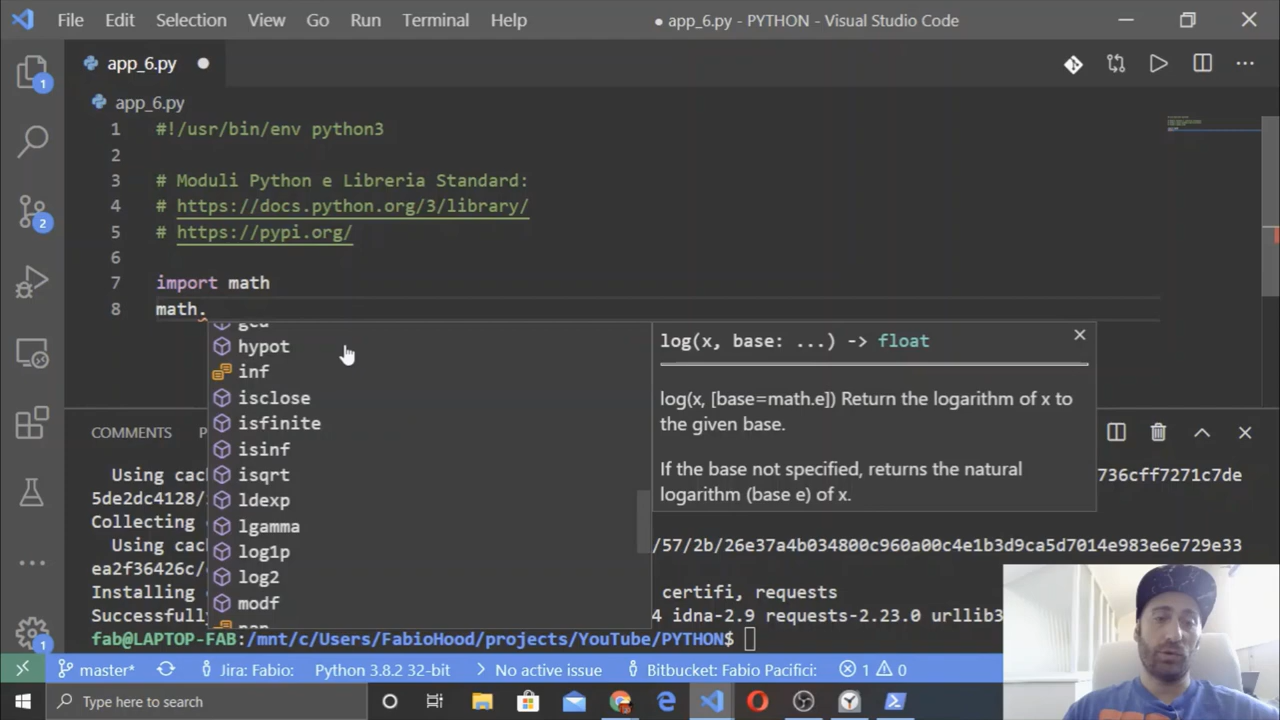 File Edit Selection View Go Run Terminal Help ● app_6.py - PYTHON - Visual Studio Code
app_6.py
app_6.py
1 #!/usr/bin/env python3
2
3 # Moduli Python e Libreria Standard:
4 # https://docs.python.org/3/library/
5 # https://pypi.org/
6
7 import math
8 math.
gcd
hypot
inf
isclose
isfinite
isinf
isqrt
ldexp
lgamma
log1p
log2
modf
nan
log(x, base: ...) -> float
log(x, [base=math.e]) Return the logarithm of x to
the given base.
If the base not specified, returns the natural
logarithm (base e) of x.
1
2
1
COMMENTS P
Using cac 736cff7271c7de
5de2dc4128/
Collecting
Using cac /57/2b/26e37a4b034800c960a00c4e1b3d9ca5d7014e983e6e729e33
ea2f36426c/
Installing certifi, requests
Successfull 4 idna-2.9 requests-2.23.0 urllib3
fab@LAPTOP-FAB:/mnt/c/Users/FabioHood/projects/YouTube/PYTHON$
master* Jira: Fabio: Python 3.8.2 32-bit No active issue Bitbucket: Fabio Pacifici: 1 0
Type here to search